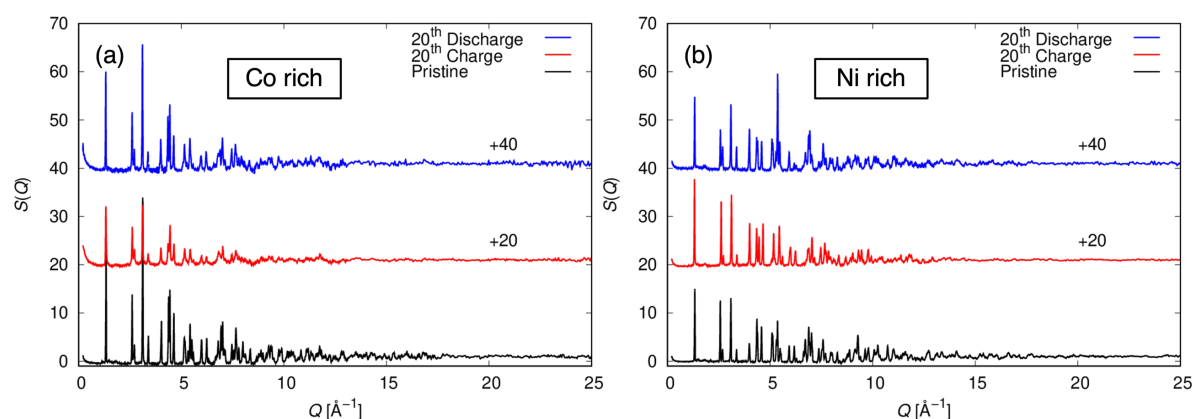 70
60
50
40
30
20
10
0
S(Q)
(a)
Co rich
20th Discharge
20th Charge
Pristine
+40
+20
0 5 10 15 20 25
Q [Å−1]
70
60
50
40
30
20
10
0
S(Q)
(b)
Ni rich
20th Discharge
20th Charge
Pristine
+40
+20
0 5 10 15 20 25
Q [Å−1]